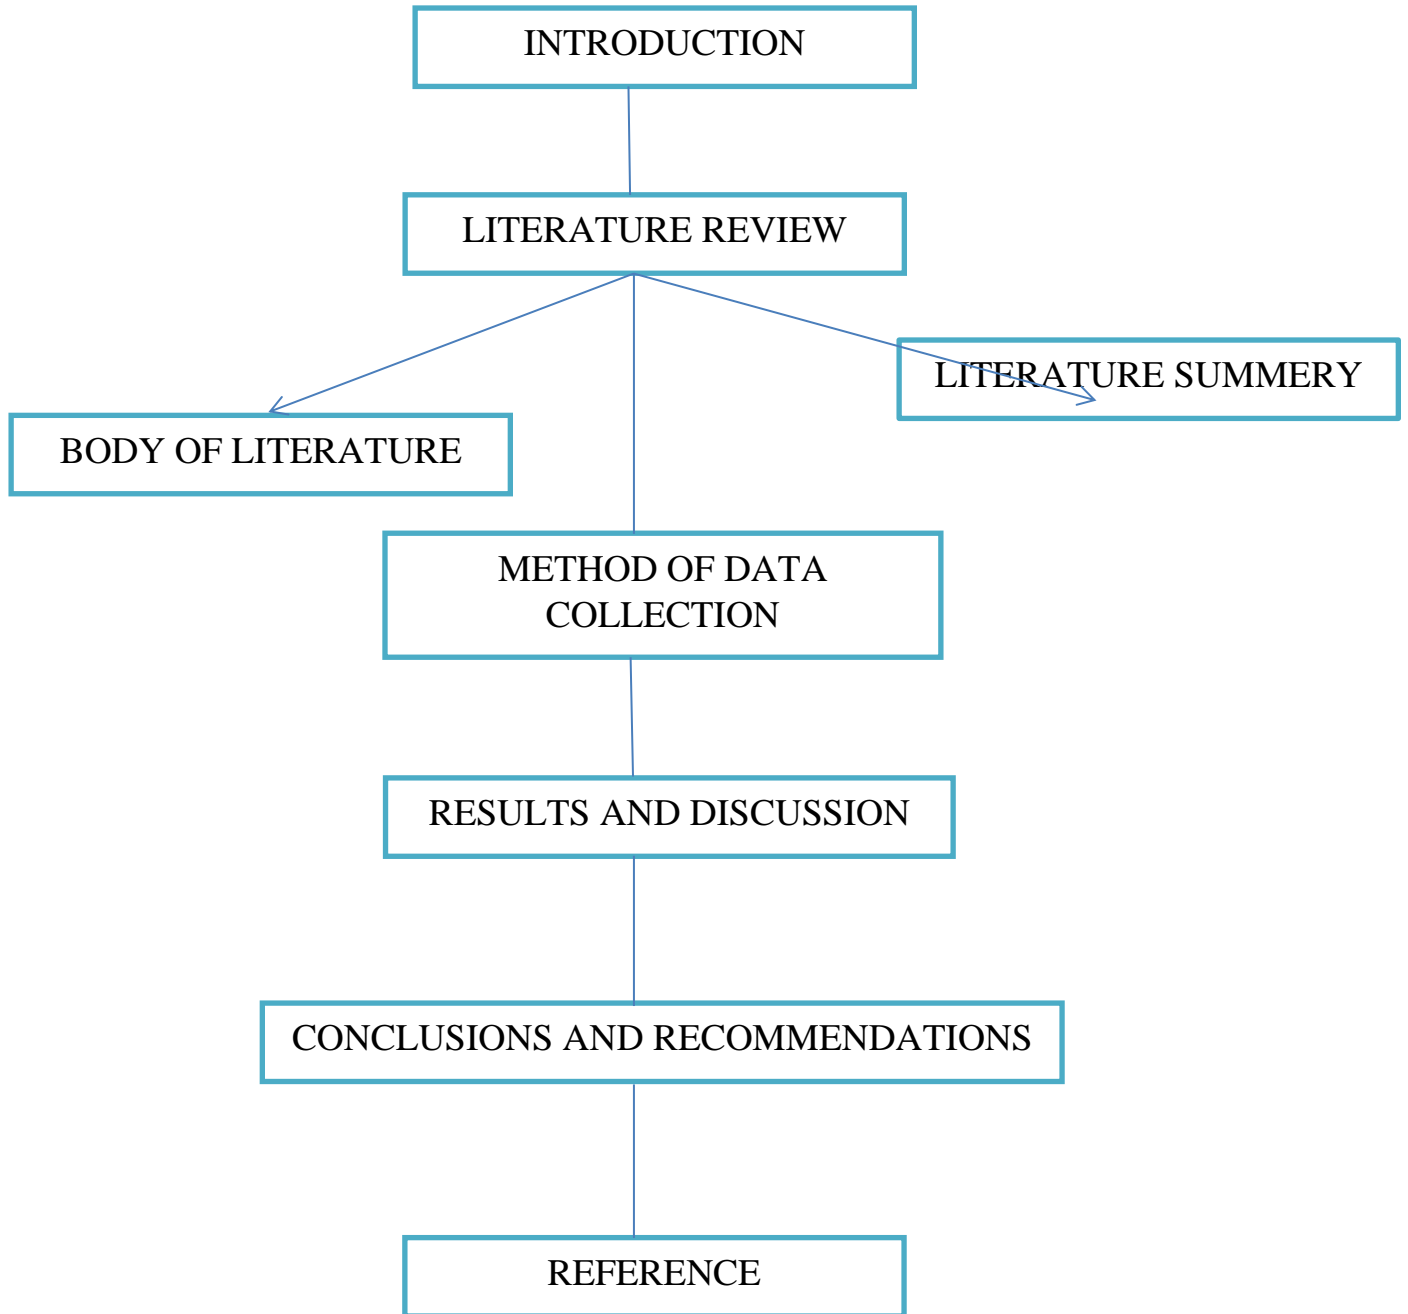 INTRODUCTION
LITERATURE REVIEW
LITERATURE SUMMERY
BODY OF LITERATURE
METHOD OF DATA
COLLECTION
RESULTS AND DISCUSSION
CONCLUSIONS AND RECOMMENDATIONS
REFERENCE